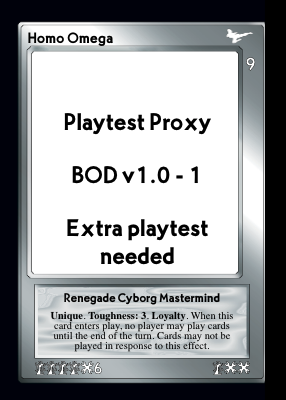 Homo Omega
9
Playtest Proxy
BOD v1.0 - 1
Extra playtest
needed
Renegade Cyborg Mastermind
Unique. Toughness: 3. Loyalty. When this
card enters play, no player may play cards
until the end of the turn. Cards may not be
played in response to this effect.
6